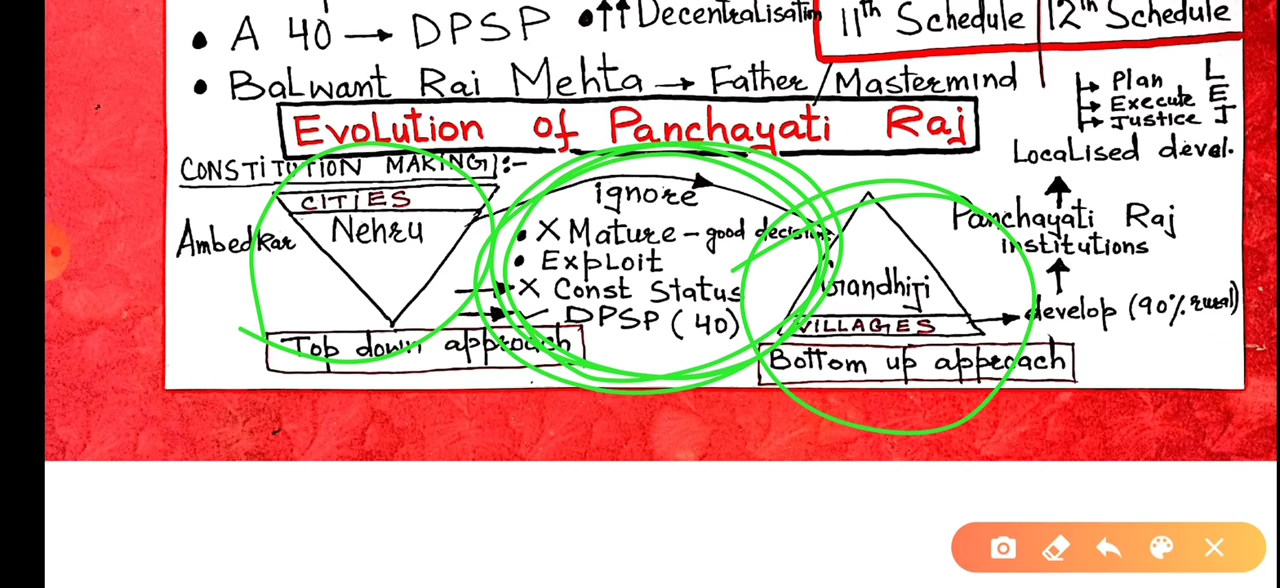 • A 40 → DPSP •↑↑ Decentralisation
11th Schedule | 12th Schedule
• Balwant Rai Mehta → Father / Mastermind
→ Plan L
→ Execute E
→ Justice J
Evolution of Panchayati Raj
Localised devel.
CONSTITUTION MAKING :-
CITIES
Nehru
Ambedkar
Top down approach
ignore
• X Mature – good decision
• Exploit
→ X Const Status
→ ✓ DPSP (40)
Gandhiji
VILLAGES
Bottom up approach
Panchayati Raj
institutions
→ develop (90% rural)